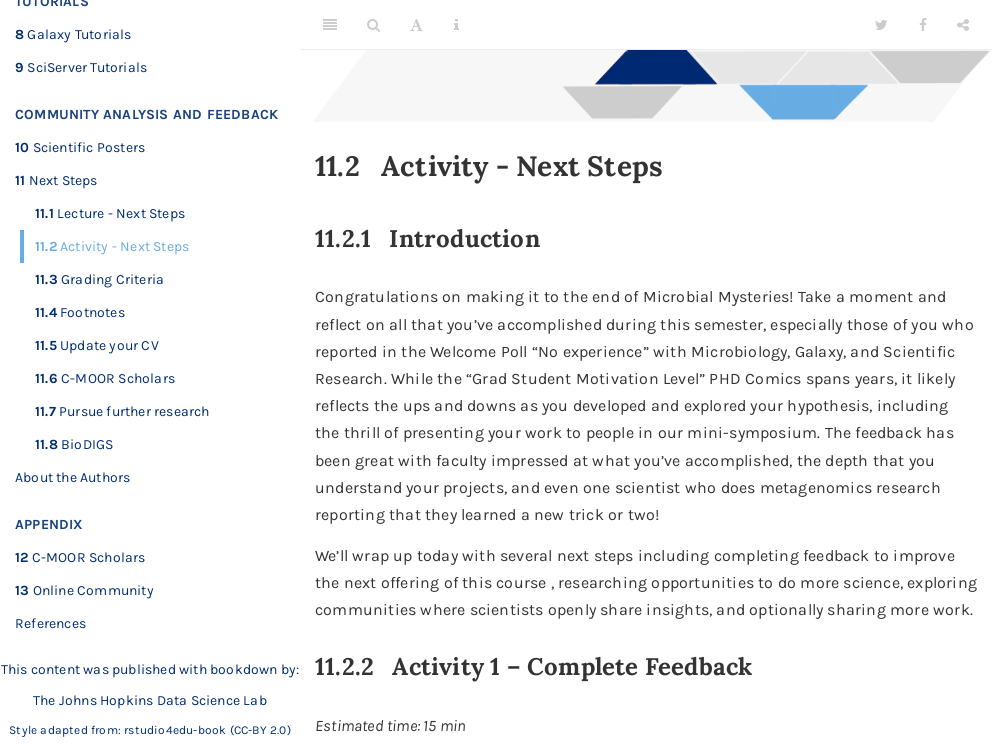 TUTORIALS
8 Galaxy Tutorials
9 SciServer Tutorials
COMMUNITY ANALYSIS AND FEEDBACK
10 Scientific Posters
11 Next Steps
11.1 Lecture - Next Steps
11.2 Activity - Next Steps
11.3 Grading Criteria
11.4 Footnotes
11.5 Update your CV
11.6 C-MOOR Scholars
11.7 Pursue further research
11.8 BioDIGS
About the Authors
APPENDIX
12 C-MOOR Scholars
13 Online Community
References
This content was published with bookdown by:
The Johns Hopkins Data Science Lab
Style adapted from: rstudio4edu-book (CC-BY 2.0)
11.2 Activity - Next Steps
11.2.1 Introduction
Congratulations on making it to the end of Microbial Mysteries! Take a moment and
reflect on all that you’ve accomplished during this semester, especially those of you who
reported in the Welcome Poll “No experience” with Microbiology, Galaxy, and Scientific
Research. While the “Grad Student Motivation Level” PHD Comics spans years, it likely
reflects the ups and downs as you developed and explored your hypothesis, including
the thrill of presenting your work to people in our mini-symposium. The feedback has
been great with faculty impressed at what you’ve accomplished, the depth that you
understand your projects, and even one scientist who does metagenomics research
reporting that they learned a new trick or two!
We’ll wrap up today with several next steps including completing feedback to improve
the next offering of this course , researching opportunities to do more science, exploring
communities where scientists openly share insights, and optionally sharing more work.
11.2.2 Activity 1 – Complete Feedback
Estimated time: 15 min